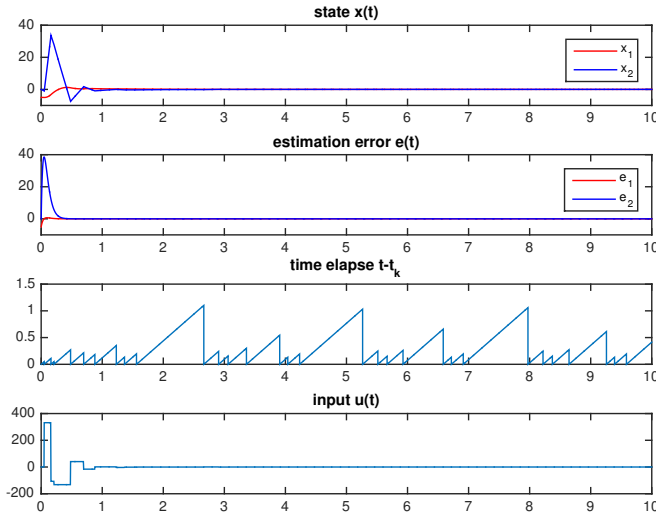 state x(t)
40
20
0
-20
0 1 2 3 4 5 6 7 8 9 10
x1
x2
estimation error e(t)
40
20
0
0 1 2 3 4 5 6 7 8 9 10
e1
e2
time elapse t-tk
1.5
1
0.5
0
0 1 2 3 4 5 6 7 8 9 10
input u(t)
400
200
0
-200
0 1 2 3 4 5 6 7 8 9 10